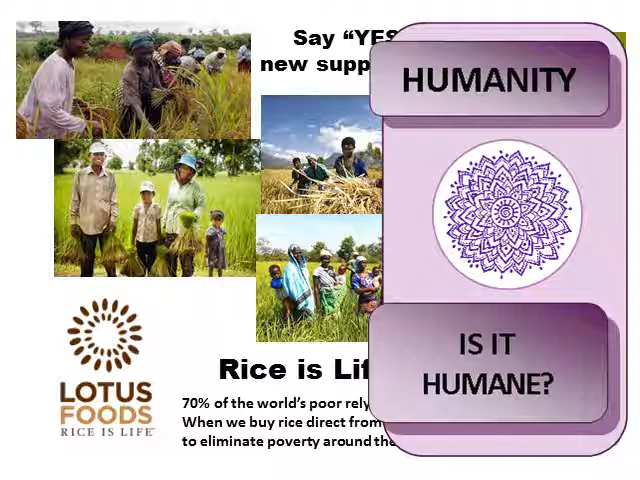 Say “YES
new supp
HUMANITY
IS IT
HUMANE?
Rice is Lif
70% of the world’s poor rely
When we buy rice direct from
to eliminate poverty around the
LOTUS
FOODS
RICE IS LIFE™